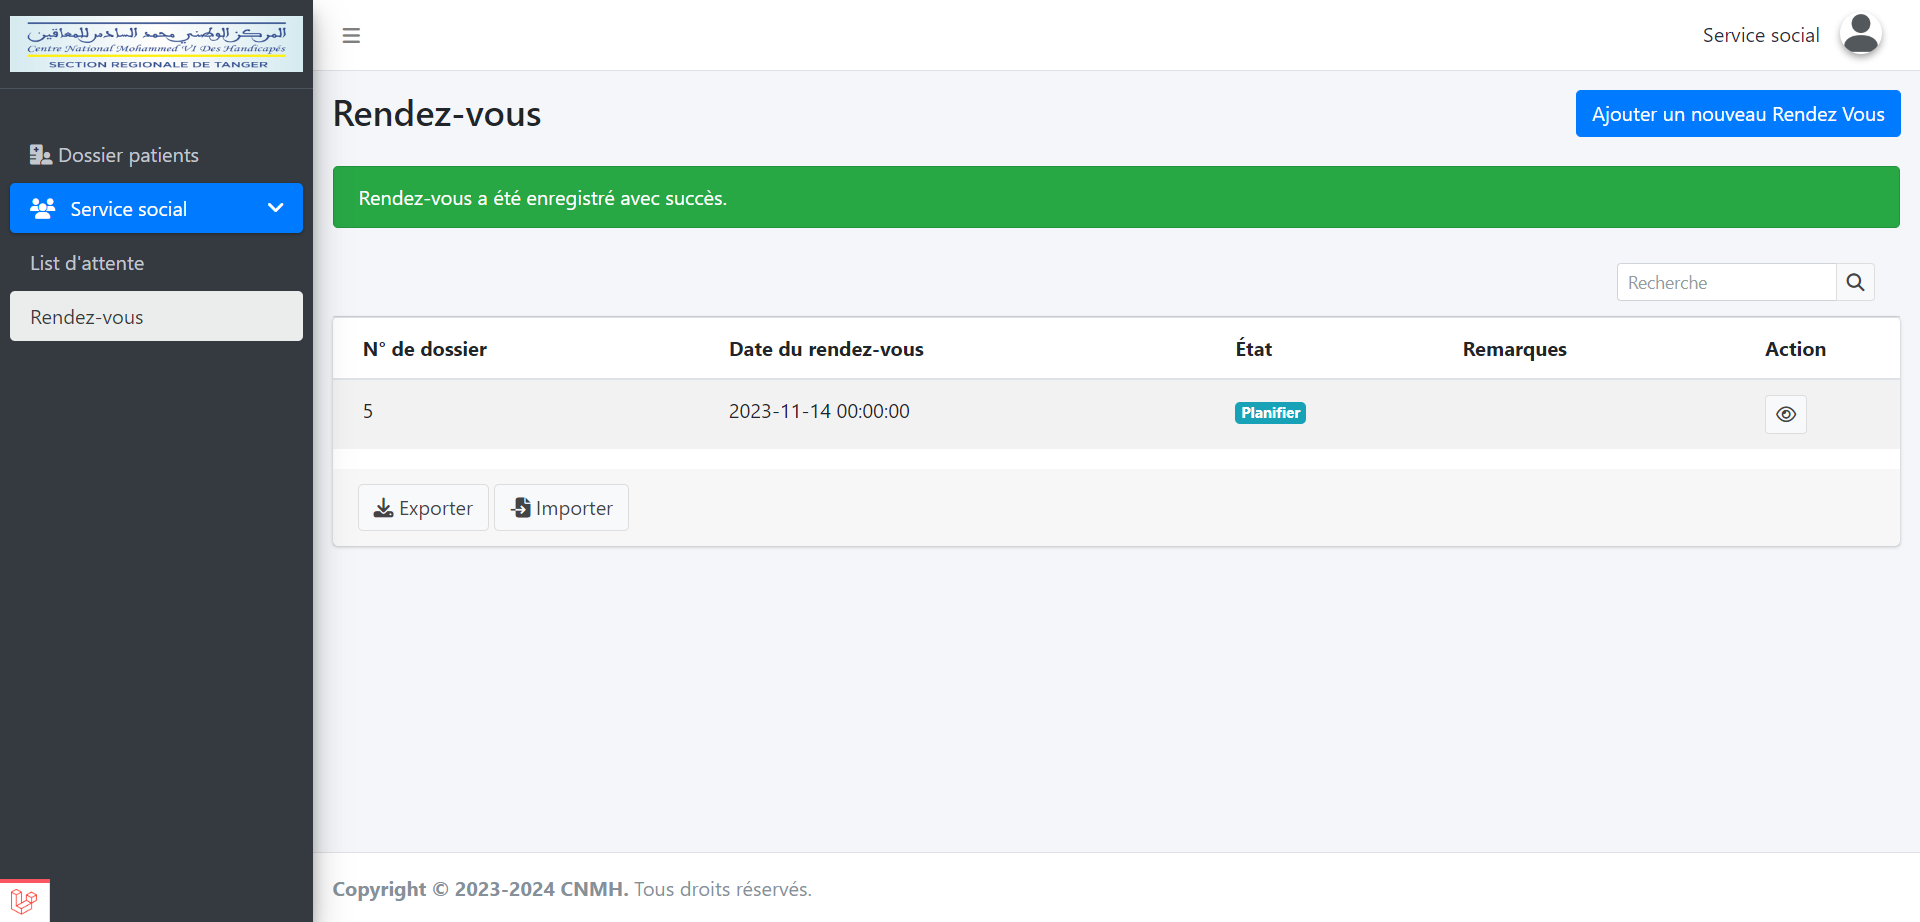 المركز الوطني محمد السادس للمعاقين
Centre National Mohammed VI Des Handicapés
SECTION REGIONALE DE TANGER
Service social
Dossier patients
Service social
List d'attente
Rendez-vous
Rendez-vous
Ajouter un nouveau Rendez Vous
Rendez-vous a été enregistré avec succès.
Recherche
N° de dossier Date du rendez-vous État Remarques Action
5 2023-11-14 00:00:00 Planifier
Exporter Importer
Copyright © 2023-2024 CNMH. Tous droits réservés.